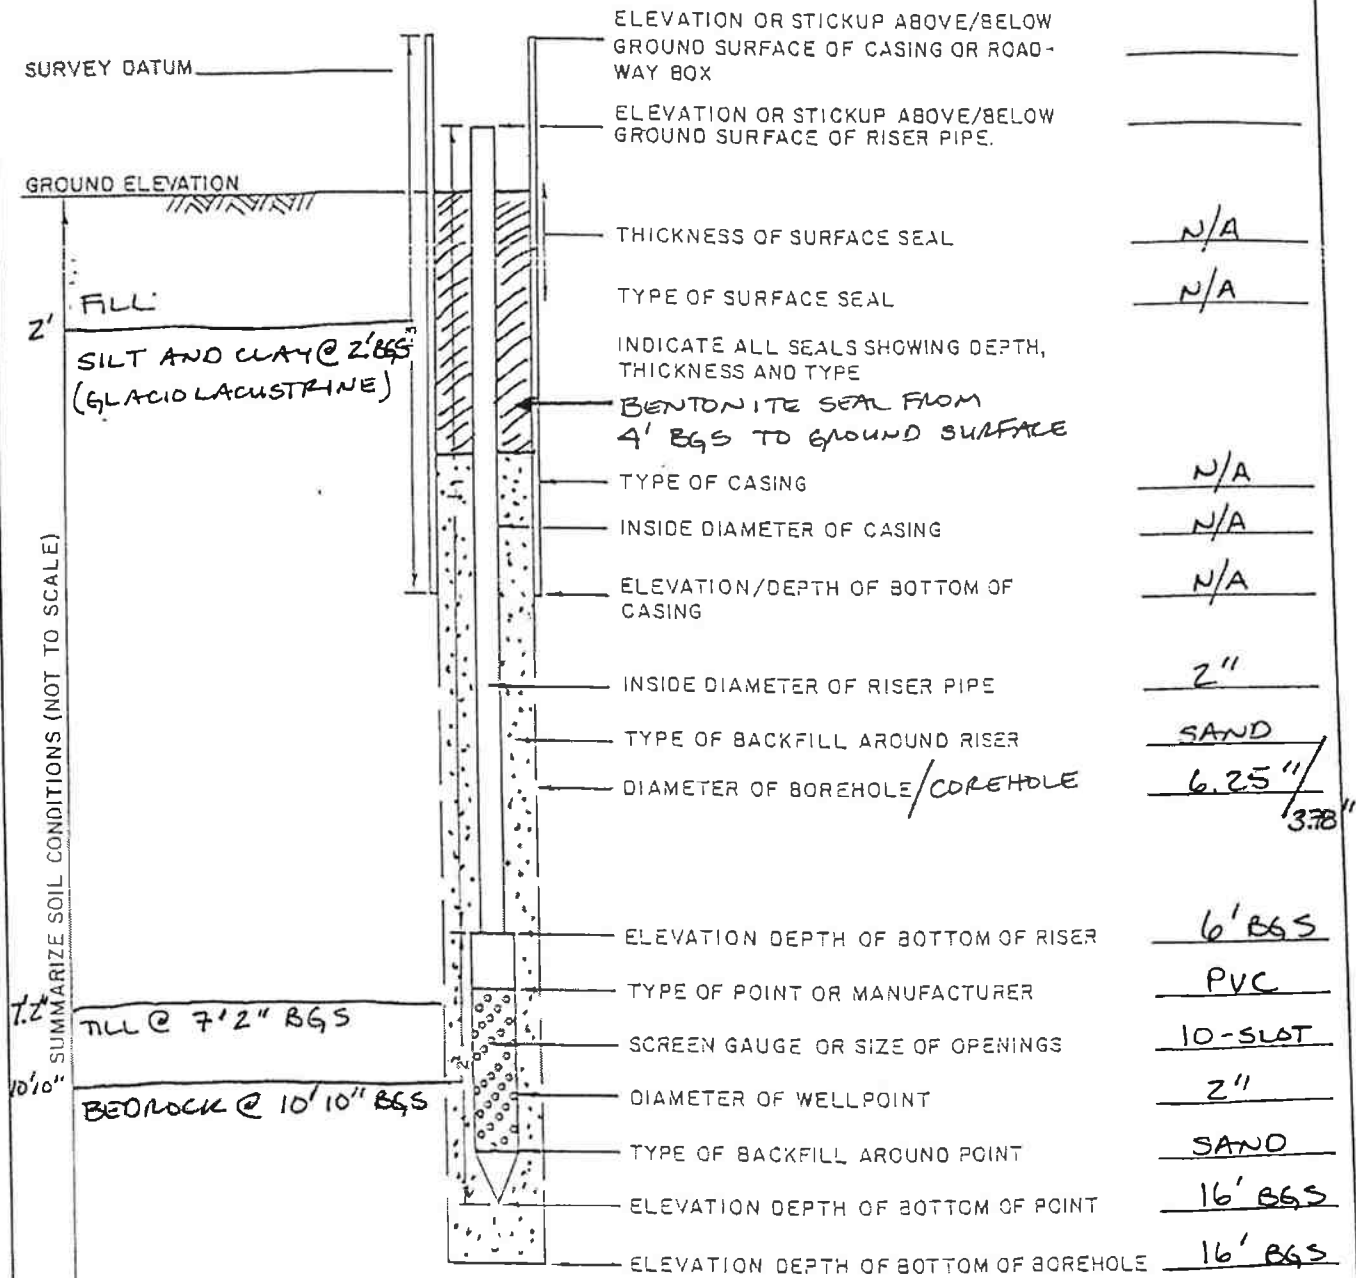 ELEVATION OR STICKUP ABOVE/BELOW
GROUND SURFACE OF CASING OR ROAD-
WAY BOX
SURVEY DATUM
ELEVATION OR STICKUP ABOVE/BELOW
GROUND SURFACE OF RISER PIPE.
GROUND ELEVATION
THICKNESS OF SURFACE SEAL N/A
TYPE OF SURFACE SEAL N/A
FILL
2'
SILT AND CLAY @ 2' BGS
(GLACIOLACUSTRINE)
INDICATE ALL SEALS SHOWING DEPTH,
THICKNESS AND TYPE
BENTONITE SEAL FROM
4' BGS TO GROUND SURFACE
TYPE OF CASING N/A
INSIDE DIAMETER OF CASING N/A
ELEVATION/DEPTH OF BOTTOM OF
CASING N/A
SUMMARIZE SOIL CONDITIONS (NOT TO SCALE)
INSIDE DIAMETER OF RISER PIPE 2"
TYPE OF BACKFILL AROUND RISER SAND
DIAMETER OF BOREHOLE/COREHOLE 6.25"/
3.78"
ELEVATION DEPTH OF BOTTOM OF RISER 6' BGS
TYPE OF POINT OR MANUFACTURER PVC
7'2"
TILL @ 7'2" BGS
SCREEN GAUGE OR SIZE OF OPENINGS 10-SLOT
10'10"
BEDROCK @ 10'10" BGS
DIAMETER OF WELLPOINT 2"
TYPE OF BACKFILL AROUND POINT SAND
ELEVATION DEPTH OF BOTTOM OF POINT 16' BGS
ELEVATION DEPTH OF BOTTOM OF BOREHOLE 16' BGS